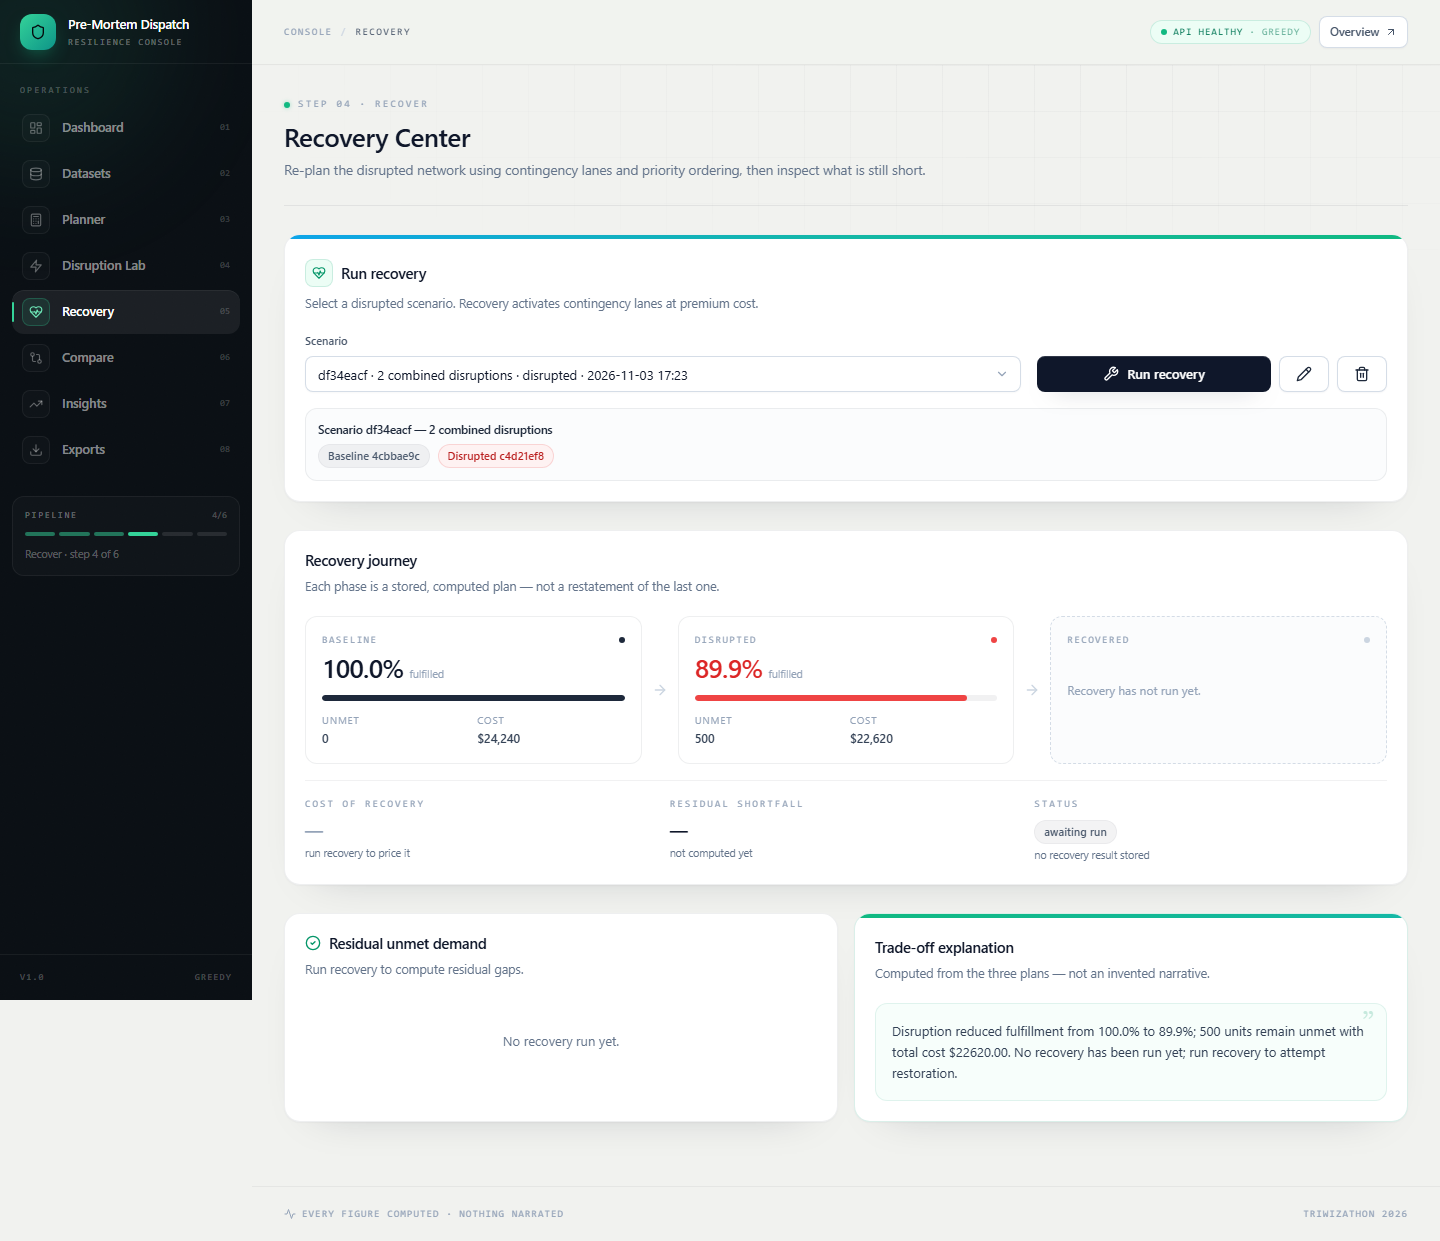 Pre-Mortem Dispatch
RESILIENCE CONSOLE
OPERATIONS
Dashboard 01
Datasets 02
Planner 03
Disruption Lab 04
Recovery 05
Compare 06
Insights 07
Exports 08
PIPELINE 4/6
Recover · step 4 of 6
V1.0 GREEDY
CONSOLE / RECOVERY
API HEALTHY · GREEDY
Overview
STEP 04 · RECOVER
Recovery Center
Re-plan the disrupted network using contingency lanes and priority ordering, then inspect what is still short.
Run recovery
Select a disrupted scenario. Recovery activates contingency lanes at premium cost.
Scenario
df34eacf · 2 combined disruptions · disrupted · 2026-11-03 17:23
Run recovery
Scenario df34eacf — 2 combined disruptions
Baseline 4cbbae9c Disrupted c4d21ef8
Recovery journey
Each phase is a stored, computed plan — not a restatement of the last one.
BASELINE
100.0% fulfilled
UNMET COST
0 $24,240
DISRUPTED
89.9% fulfilled
UNMET COST
500 $22,620
RECOVERED
Recovery has not run yet.
COST OF RECOVERY
—
run recovery to price it
RESIDUAL SHORTFALL
—
not computed yet
STATUS
awaiting run
no recovery result stored
Residual unmet demand
Run recovery to compute residual gaps.
No recovery run yet.
Trade-off explanation
Computed from the three plans — not an invented narrative.
”
Disruption reduced fulfillment from 100.0% to 89.9%; 500 units remain unmet with
total cost $22620.00. No recovery has been run yet; run recovery to attempt
restoration.
EVERY FIGURE COMPUTED · NOTHING NARRATED
TRIWIZATHON 2026